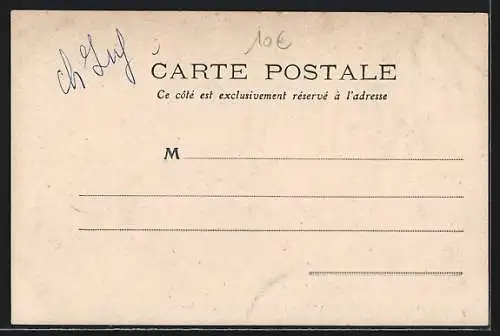 10€
CARTE POSTALE
Ce côté est exclusivement réservé à l'adresse
M